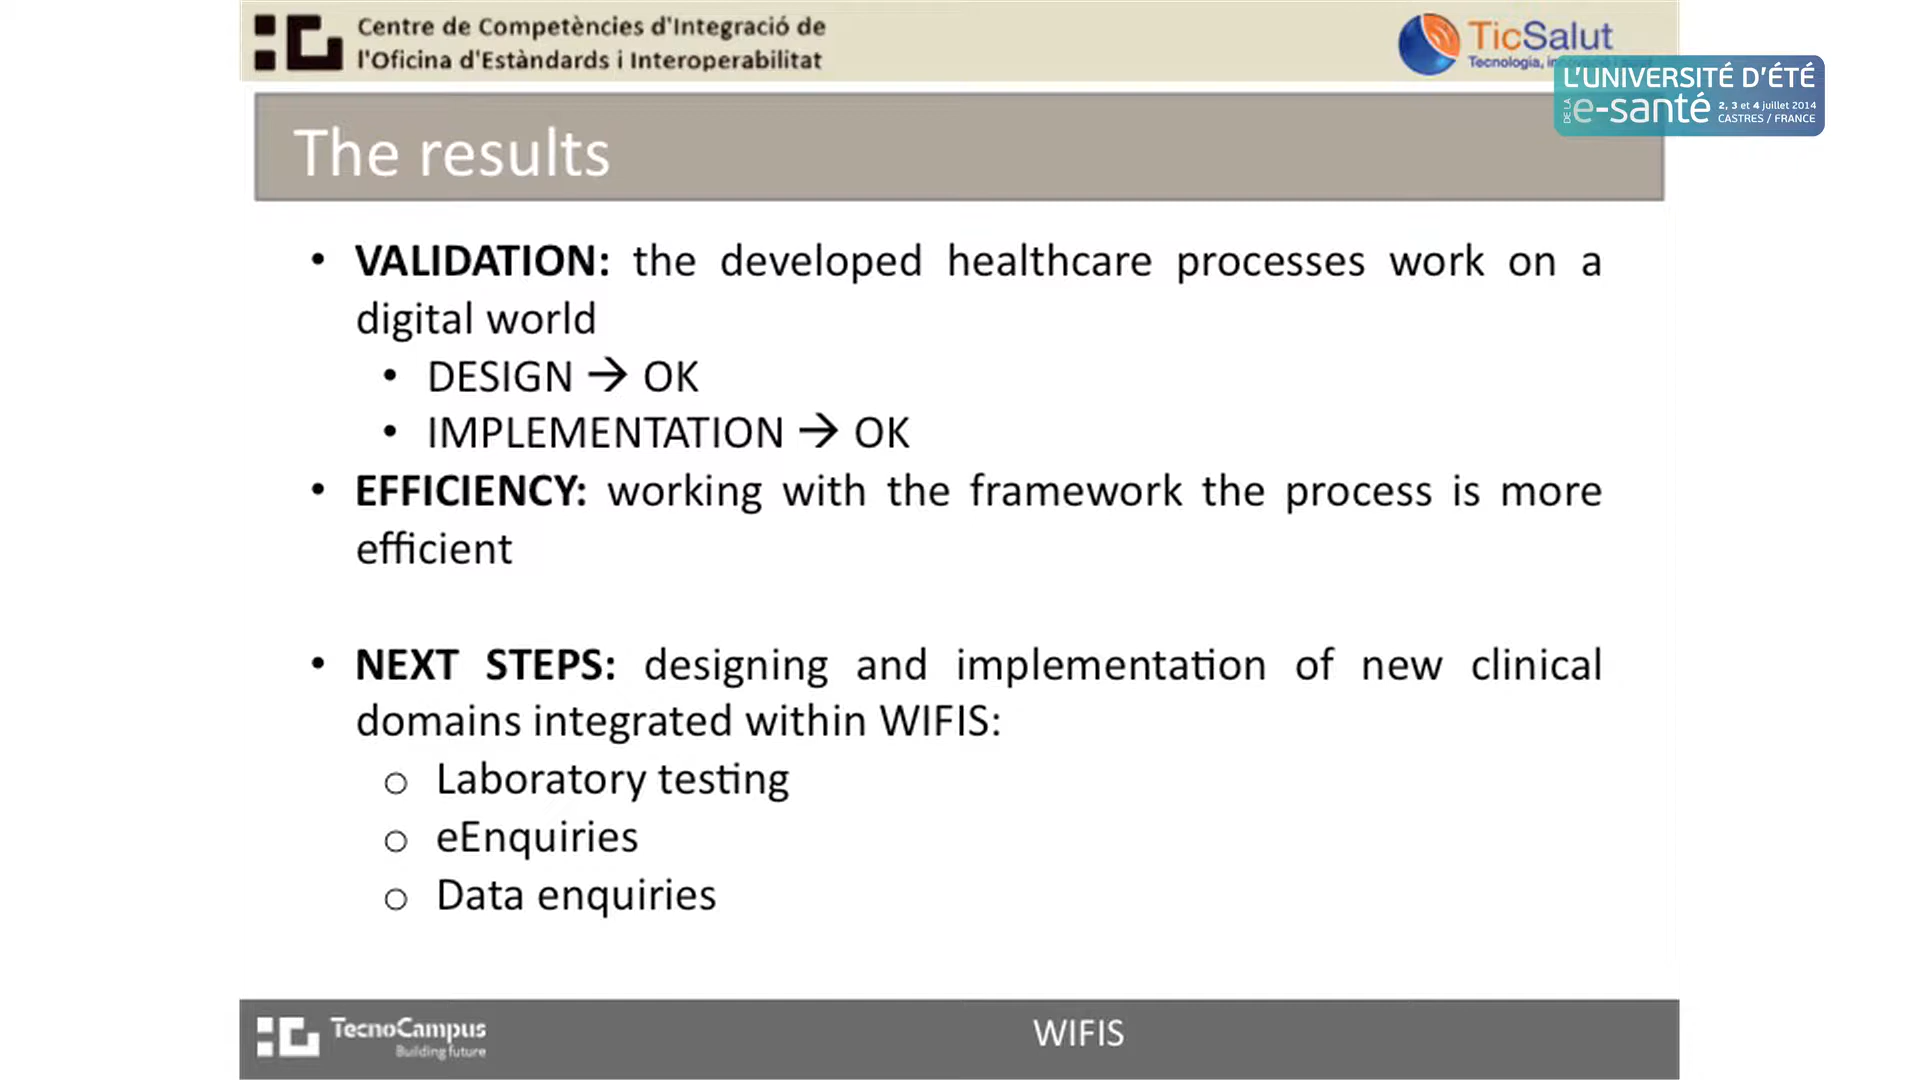 Centre de Competències d'Integració de
l'Oficina d'Estàndards i Interoperabilitat
TicSalut
Tecnologia,
L'UNIVERSITÉ D'ÉTÉ
DE LA e-santé 2, 3 et 4 juillet 2014
CASTRES / FRANCE
The results
• VALIDATION: the developed healthcare processes work on a
digital world
• DESIGN → OK
• IMPLEMENTATION → OK
• EFFICIENCY: working with the framework the process is more
efficient
• NEXT STEPS: designing and implementation of new clinical
domains integrated within WIFIS:
o Laboratory testing
o eEnquiries
o Data enquiries
TecnoCampus
Building future
WIFIS